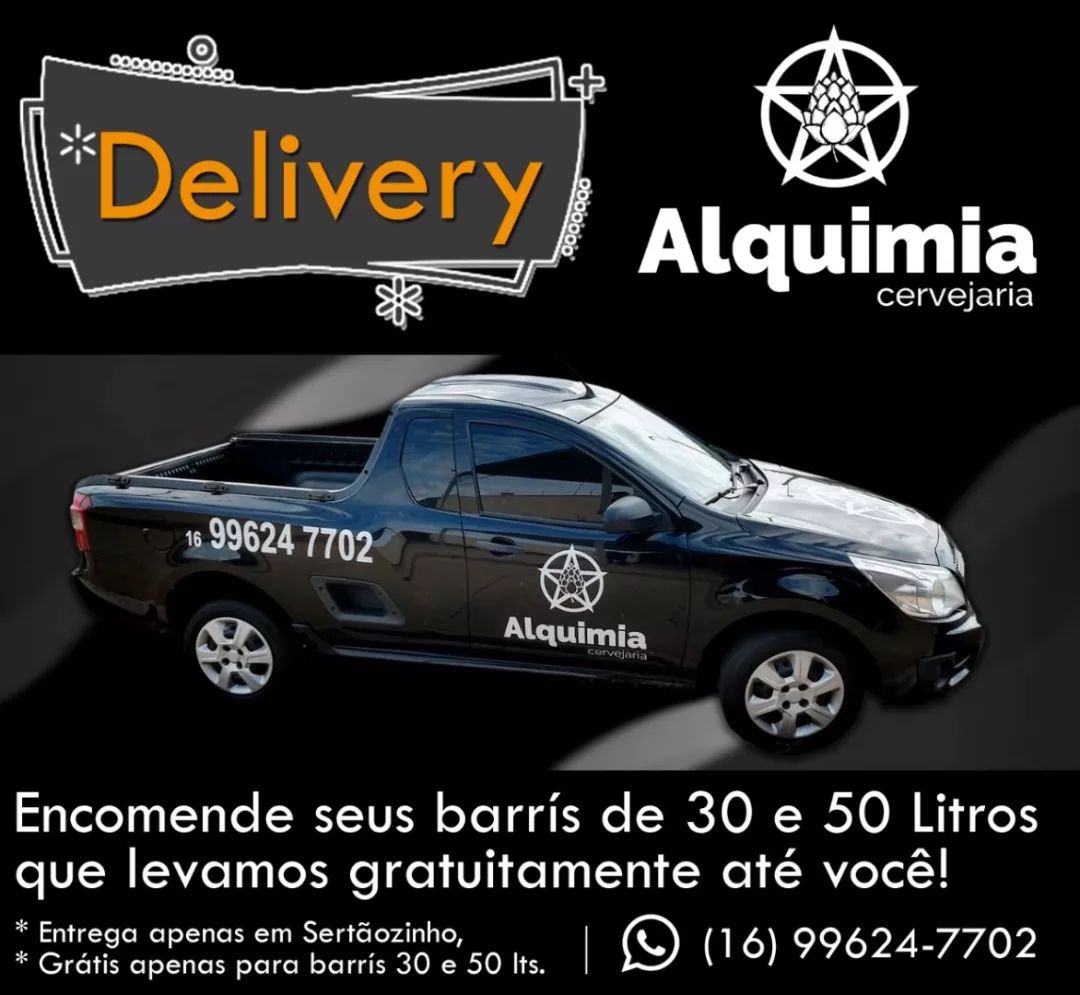 Delivery
Alquimia
cervejaria
16 99624 7702
Alquimia
cervejaria
Encomende seus barrís de 30 e 50 Litros
que levamos gratuitamente até você!
* Entrega apenas em Sertãozinho,
* Grátis apenas para barrís 30 e 50 lts.
(16) 99624-7702